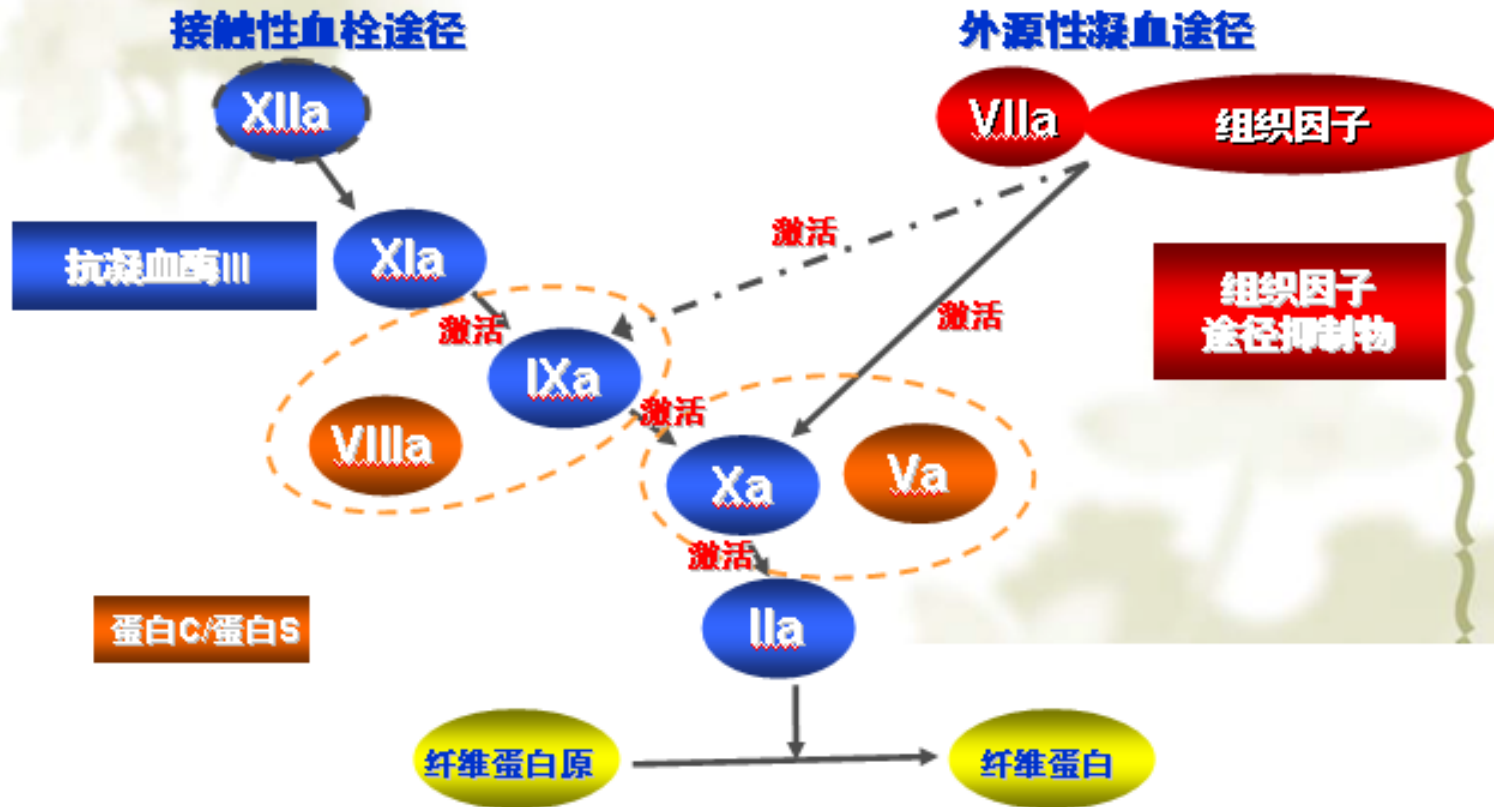 接触性血栓途径
外源性凝血途径
XIIa
VIIa
组织因子
抗凝血酶III
XIa
激活
组织因子
途径抑制物
激活
激活
IXa
激活
VIIIa
Xa
Va
激活
蛋白C/蛋白S
IIa
纤维蛋白原
纤维蛋白